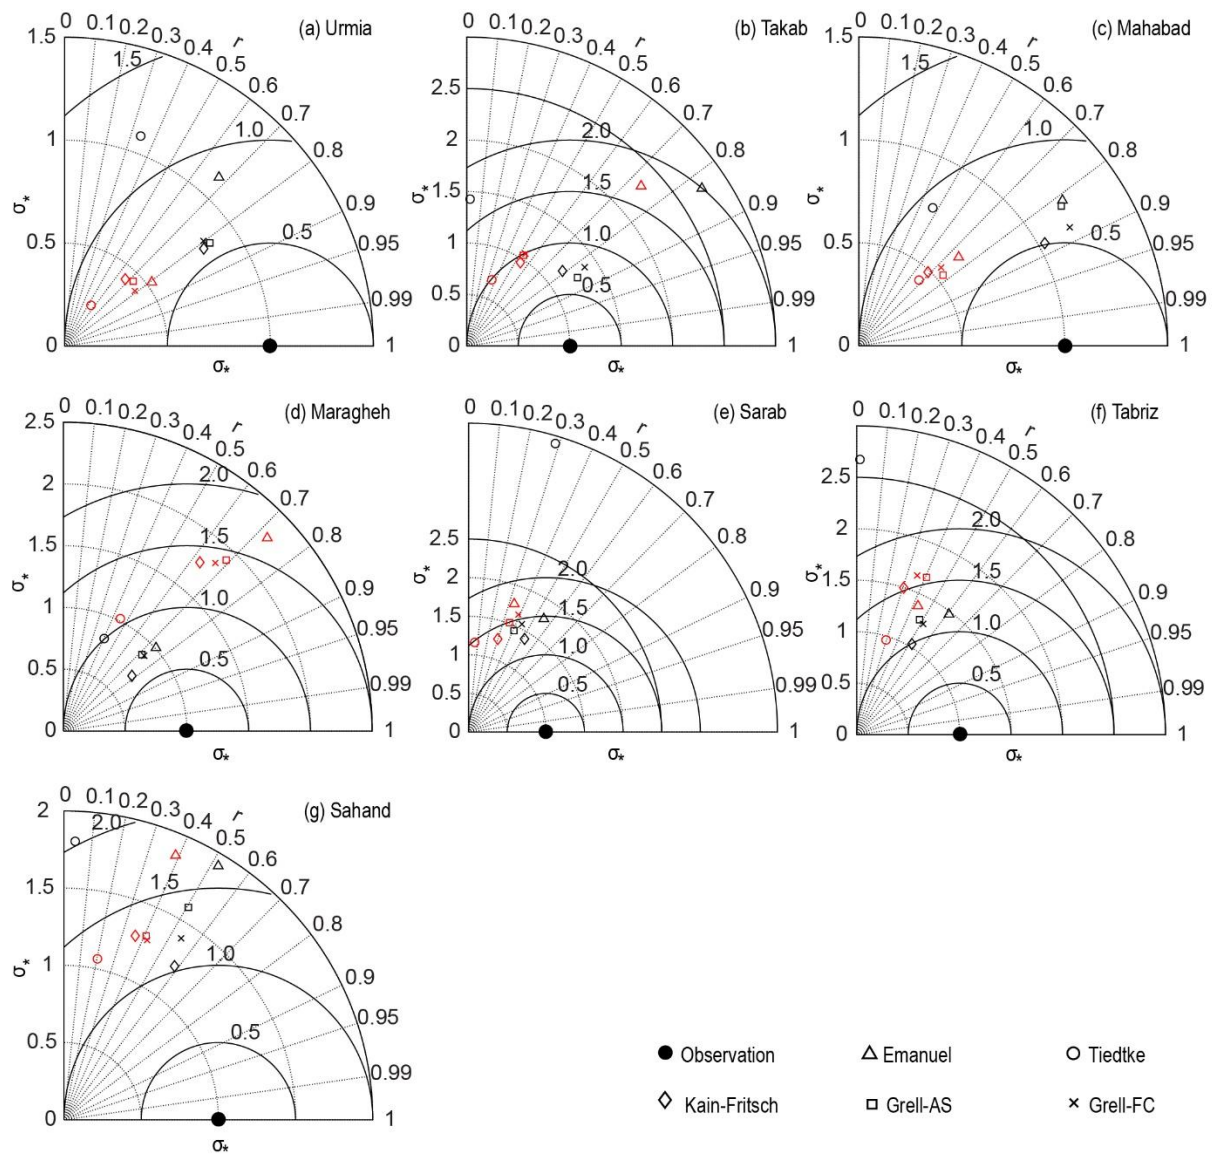 (a) Urmia
0 0.1 0.2 0.3 0.4 r 0.5 0.6 0.7 0.8 0.9 0.95 0.99 1
1.5 1 0.5 0
1.5 1.0 0.5
σ*
σ*
(b) Takab
0 0.1 0.2 0.3 0.4 r 0.5 0.6 0.7 0.8 0.9 0.95 0.99 1
3 2.5 2 1.5 1 0.5 0
2.0 1.5 1.0 0.5
σ*
σ*
(c) Mahabad
0 0.1 0.2 0.3 0.4 r 0.5 0.6 0.7 0.8 0.9 0.95 0.99 1
1.5 1 0.5 0
1.5 1.0 0.5
σ*
σ*
(d) Maragheh
0 0.1 0.2 0.3 0.4 r 0.5 0.6 0.7 0.8 0.9 0.95 0.99 1
2.5 2 1.5 1 0.5 0
2.0 1.5 1.0 0.5
σ*
σ*
(e) Sarab
0 0.1 0.2 0.3 0.4 r 0.5 0.6 0.7 0.8 0.9 0.95 0.99 1
2.5 2 1.5 1.0 0.5 0
2.0 1.5 1.0 0.5
σ*
σ*
(f) Tabriz
0 0.1 0.2 0.3 0.4 r 0.5 0.6 0.7 0.8 0.9 0.95 0.99 1
2.5 2 1.5 1 0.5 0
2.0 1.5 1.0 0.5
σ*
σ*
(g) Sahand
0 0.1 0.2 0.3 0.4 r 0.5 0.6 0.7 0.8 0.9 0.95 0.99 1
2 1.5 1 0.5 0
2.0 1.5 1.0 0.5
σ*
σ*
Observation Emanuel Tiedtke
Kain-Fritsch Grell-AS Grell-FC